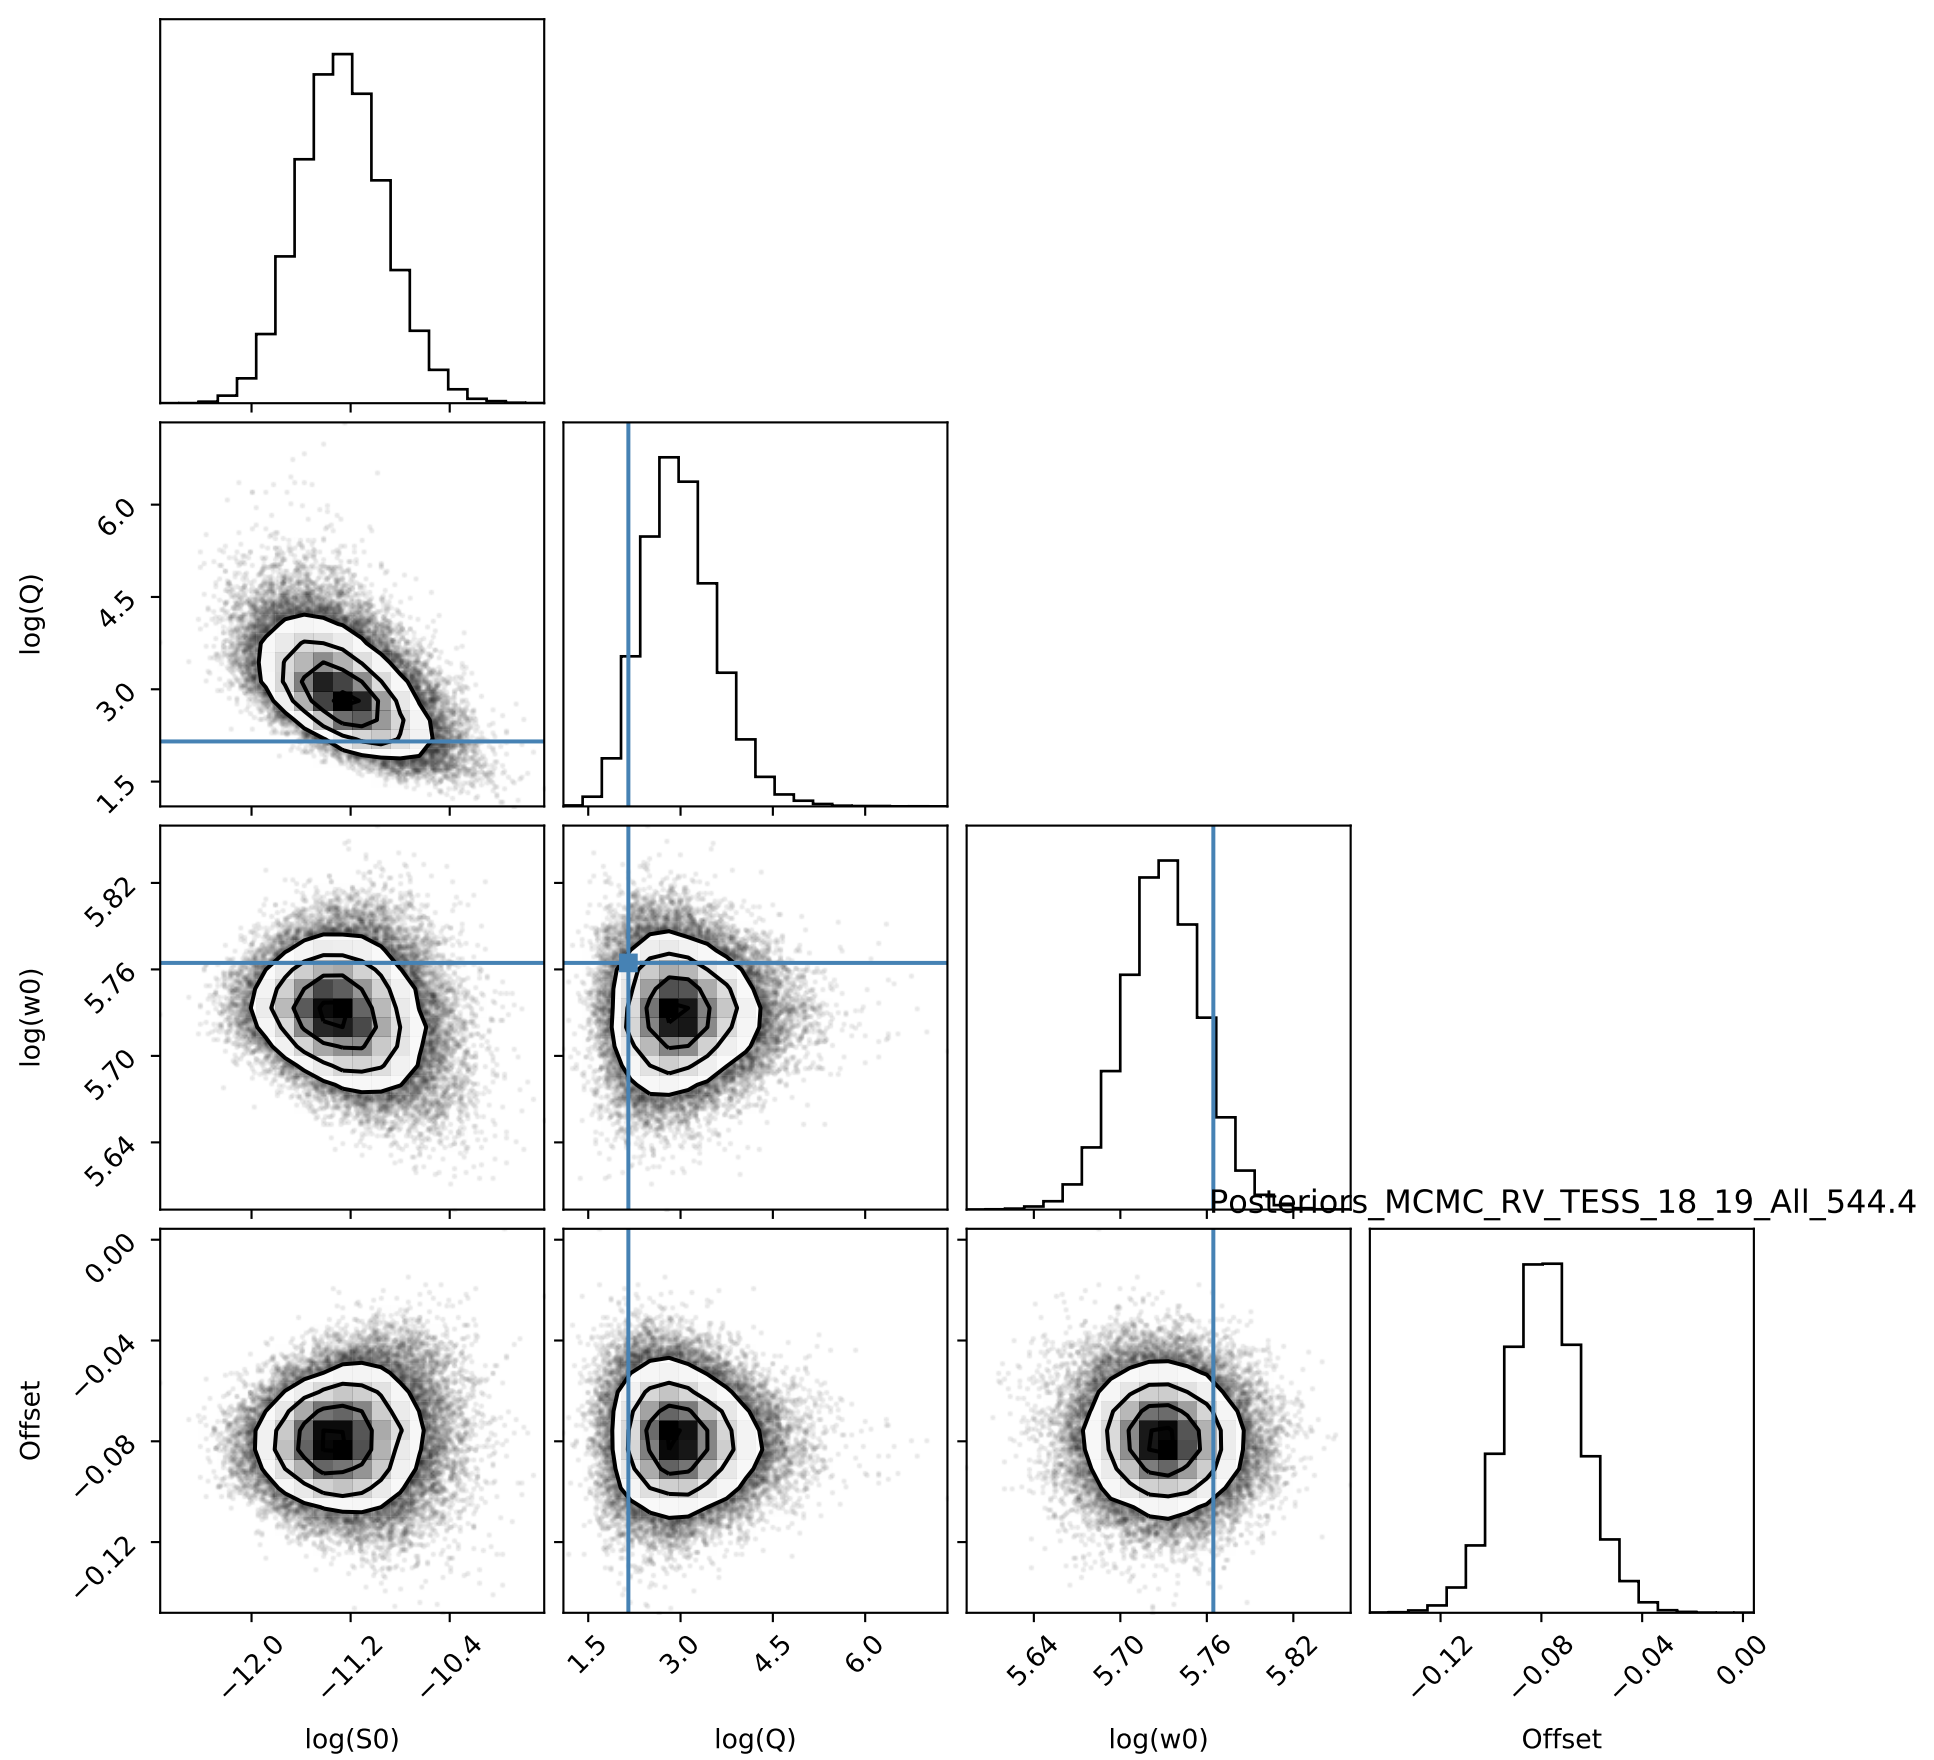 log(Q)
6.0
4.5
3.0
1.5
log(w0)
5.82
5.76
5.70
5.64
Posteriors_MCMC_RV_TESS_18_19_All_544.4
Offset
0.00
−0.04
−0.08
−0.12
−12.0 −11.2 −10.4 1.5 3.0 4.5 6.0 5.64 5.70 5.76 5.82 −0.12 −0.08 −0.04 0.00
log(S0) log(Q) log(w0) Offset